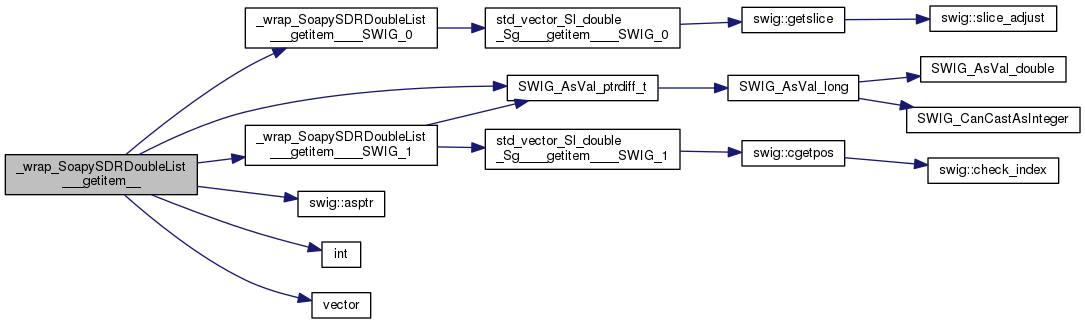 _wrap_SoapySDRDoubleList
___getitem____SWIG_0
std_vector_Sl_double
_Sg____getitem____SWIG_0
swig::getslice
swig::slice_adjust
SWIG_AsVal_ptrdiff_t
SWIG_AsVal_long
SWIG_AsVal_double
SWIG_CanCastAsInteger
_wrap_SoapySDRDoubleList
___getitem____SWIG_1
std_vector_Sl_double
_Sg____getitem____SWIG_1
swig::cgetpos
swig::check_index
_wrap_SoapySDRDoubleList
___getitem__
swig::asptr
int
vector